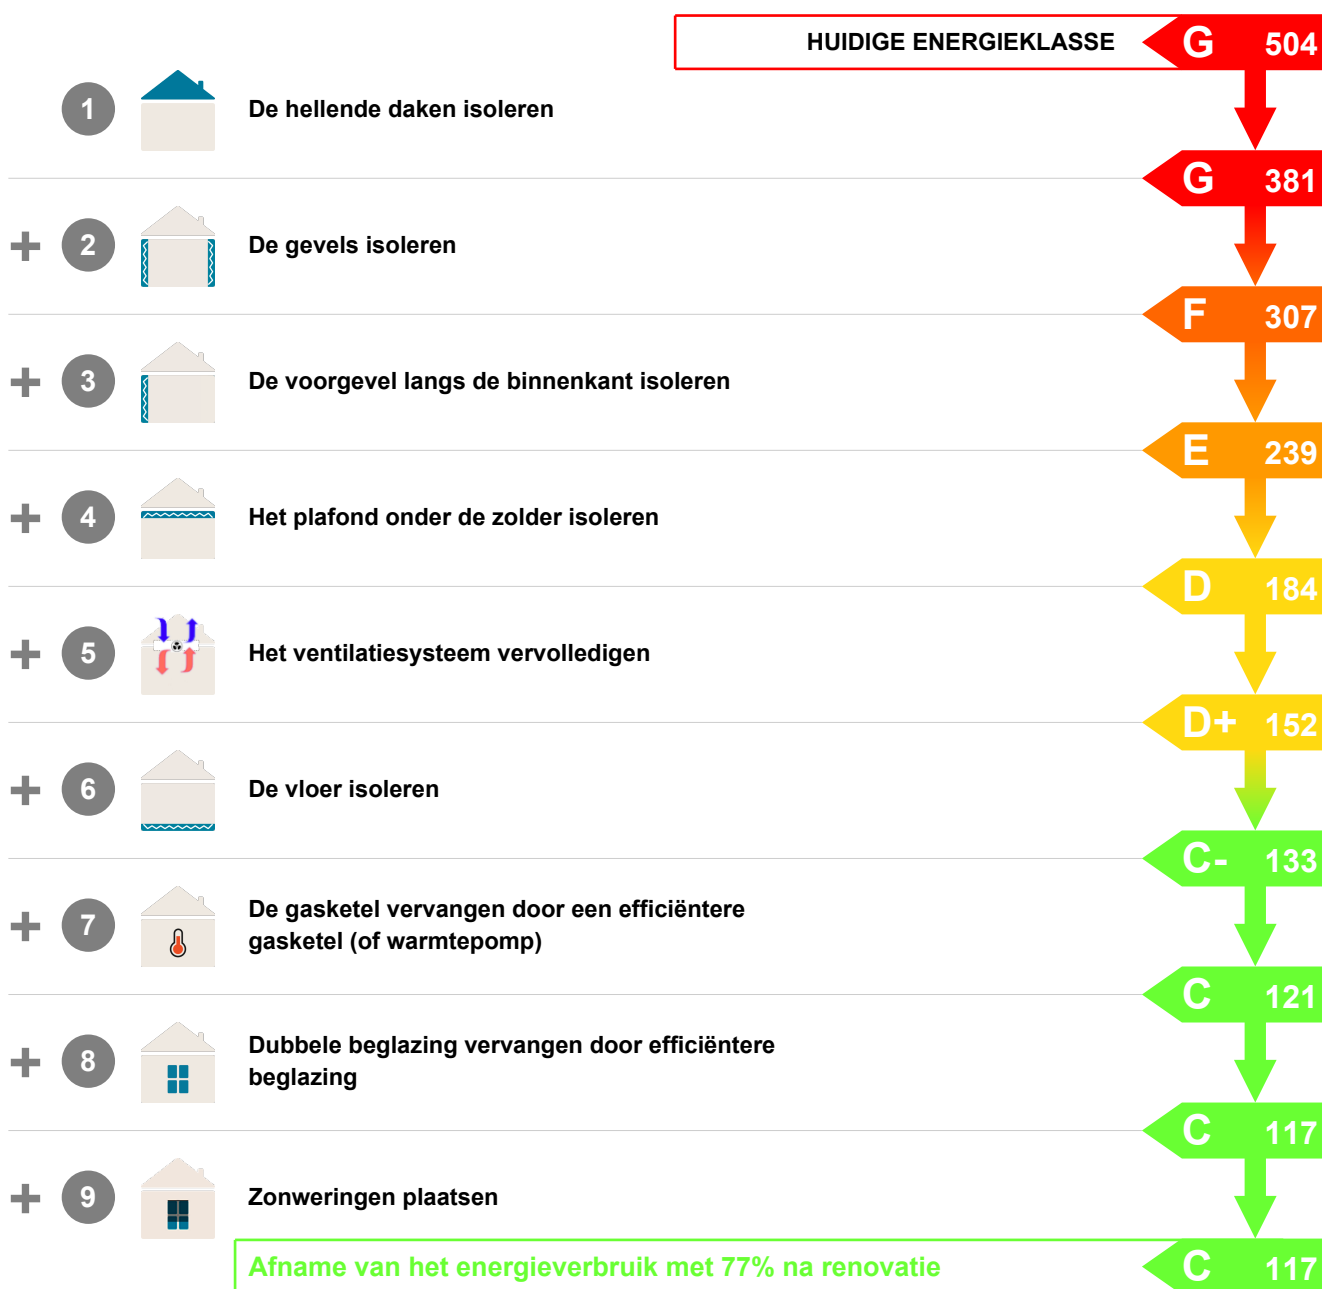 HUIDIGE ENERGIEKLASSE G 504
1 De hellende daken isoleren
G 381
+ 2 De gevels isoleren
F 307
+ 3 De voorgevel langs de binnenkant isoleren
E 239
+ 4 Het plafond onder de zolder isoleren
D 184
+ 5 Het ventilatiesysteem vervolledigen
D+ 152
+ 6 De vloer isoleren
C- 133
+ 7 De gasketel vervangen door een efficiëntere
gasketel (of warmtepomp)
C 121
+ 8 Dubbele beglazing vervangen door efficiëntere
beglazing
C 117
+ 9 Zonweringen plaatsen
Afname van het energieverbruik met 77% na renovatie C 117